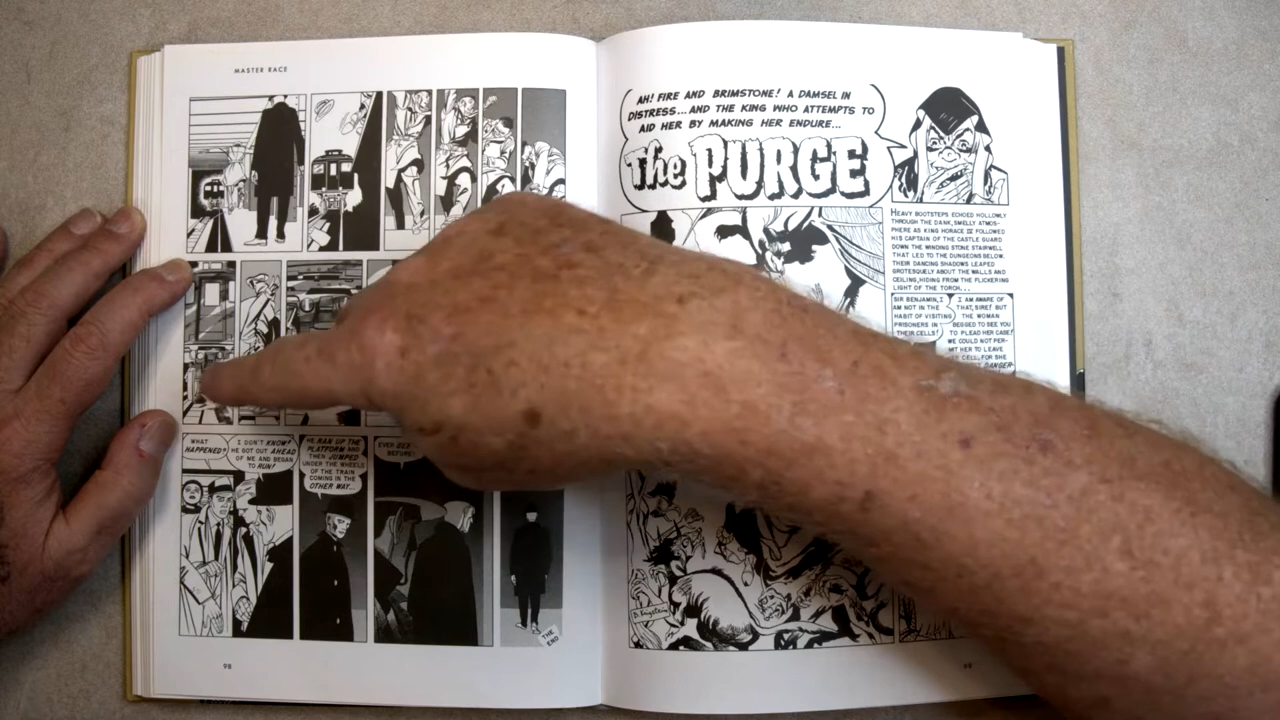 MASTER RACE
WHAT
HAPPENED?
I DON'T KNOW!
HE GOT OUT AHEAD
OF ME AND BEGAN
TO RUN!
HE RAN UP THE
PLATFORM AND
THEN JUMPED
UNDER THE WHEELS
OF THE TRAIN
COMING IN THE
OTHER WAY...
BEFORE!
THE
END
98
AH! FIRE AND BRIMSTONE! A DAMSEL IN
DISTRESS...AND THE KING WHO ATTEMPTS TO
AID HER BY MAKING HER ENDURE...
The PURGE
HEAVY BOOTSTEPS ECHOED HOLLOWLY
THROUGH THE DANK, SMELLY ATMOS-
PHERE AS KING HORACE IV FOLLOWED
HIS CAPTAIN OF THE CASTLE GUARD
DOWN THE WINDING STONE STAIRWELL
THAT LED TO THE DUNGEONS BELOW.
THEIR DANCING SHADOWS LEAPED
GROTESQUELY ABOUT THE WALLS AND
CEILING, HIDING FROM THE FLICKERING
LIGHT OF THE TORCH...
SIR BENJAMIN, I
AM NOT IN THE
HABIT OF VISITING
PRISONERS IN
THEIR CELLS!
I AM AWARE OF
THAT, SIRE! BUT
THE WOMAN
BEGGED TO SEE YOU
TO PLEAD HER CASE!
WE COULD NOT PER-
MIT HER TO LEAVE
CELL, FOR SHE
DANGER-
B. Krigstein